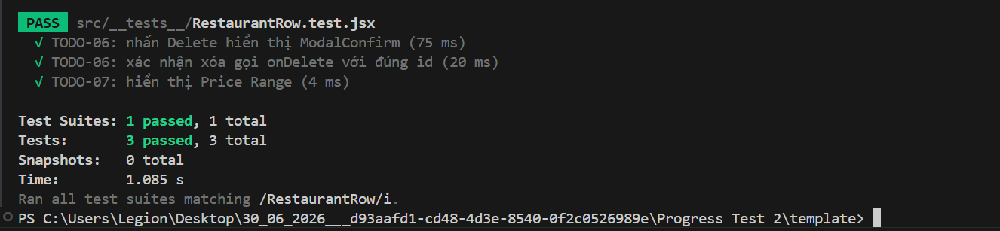 PASS src/__tests__/RestaurantRow.test.jsx
√ TODO-06: nhấn Delete hiển thị ModalConfirm (75 ms)
√ TODO-06: xác nhận xóa gọi onDelete với đúng id (20 ms)
√ TODO-07: hiển thị Price Range (4 ms)
Test Suites: 1 passed, 1 total
Tests: 3 passed, 3 total
Snapshots: 0 total
Time: 1.085 s
Ran all test suites matching /RestaurantRow/i.
PS C:\Users\Legion\Desktop\30_06_2026___d93aafd1-cd48-4d3e-8540-0f2c0526989e\Progress Test 2\template>